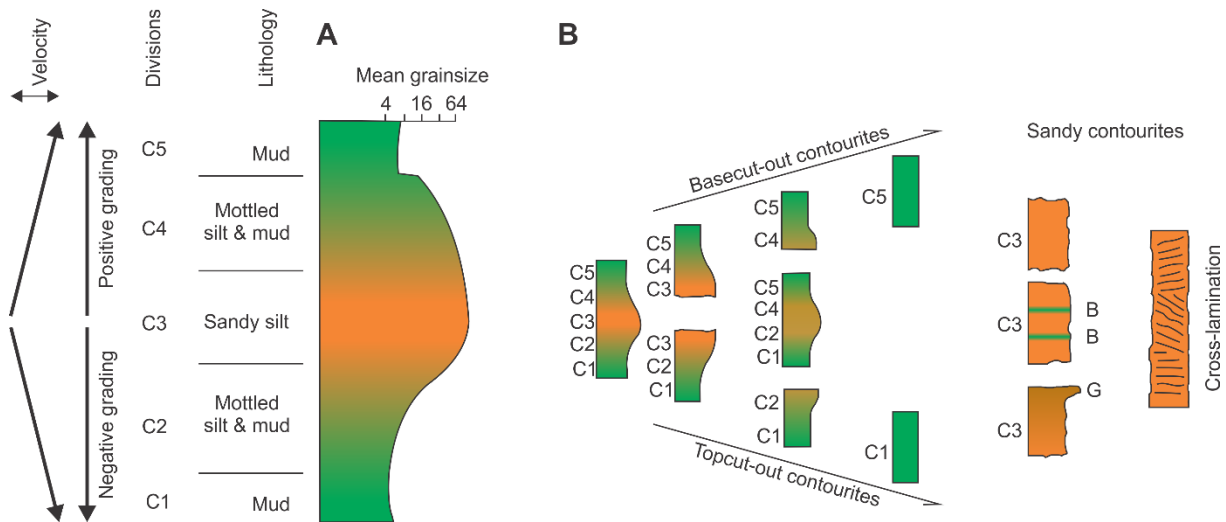 Velocity
Divisions
Lithology
A
Mean grainsize
4 16 64
Positive grading
Negative grading
C5
Mud
C4
Mottled
silt & mud
C3
Sandy silt
C2
Mottled
silt & mud
C1
Mud
B
Basecut-out contourites
Topcut-out contourites
C5
C4
C3
C2
C1
C5
C4
C3
C3
C2
C1
C5
C4
C5
C4
C2
C1
C2
C1
C5
C1
Sandy contourites
C3
C3
B
B
C3
G
Cross-lamination